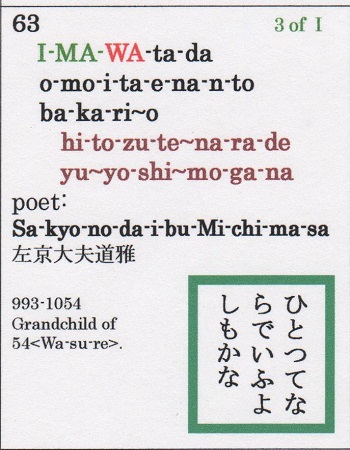 63
3 of I
I-MA-WA-ta-da
o-mo-i-ta-e-na-n-to
ba-ka-ri~o
hi-to-zu-te~na-ra-de
yu~yo-shi~mo-ga-na
poet:
Sa-kyo-no-da-i-bu-Mi-chi-ma-sa
左京大夫道雅
993-1054
Grandchild of
54<Wa-su-re>.
ひとつてな
らでいふよ
しもかな